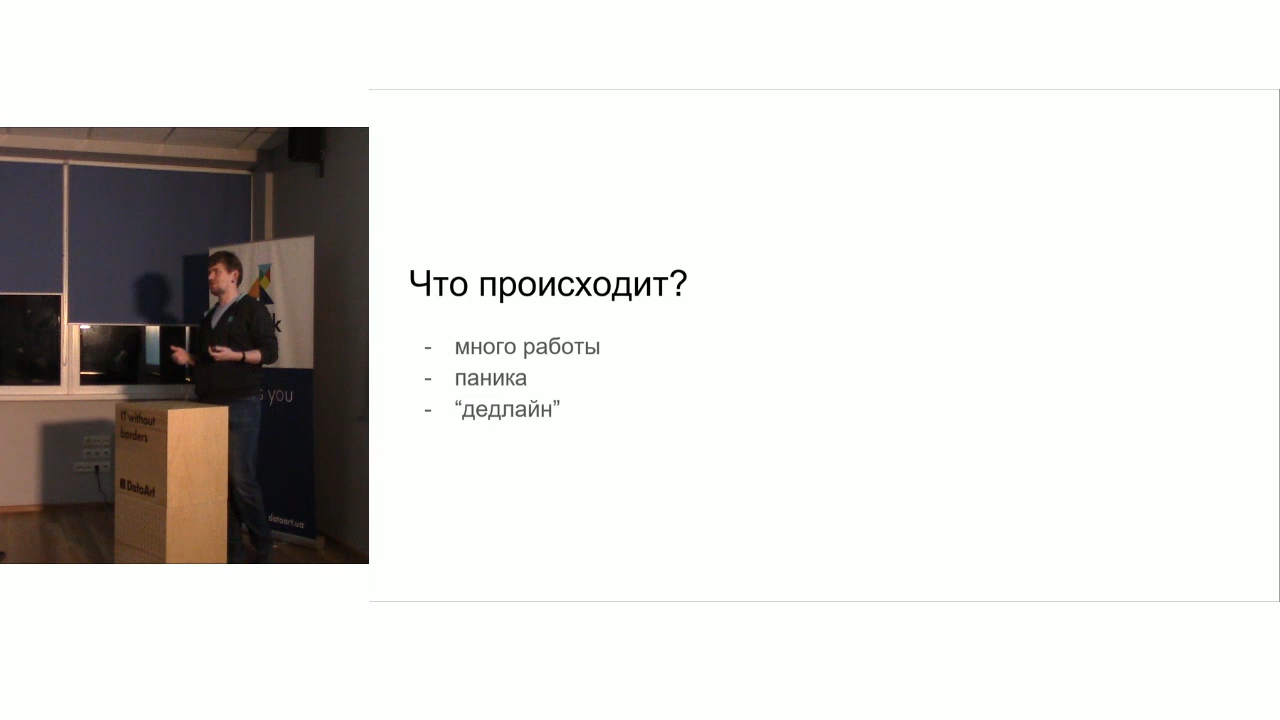 Что происходит?
- много работы
- паника
- “дедлайн”
k
s you
IT without
borders
DataArt
dataart.ua